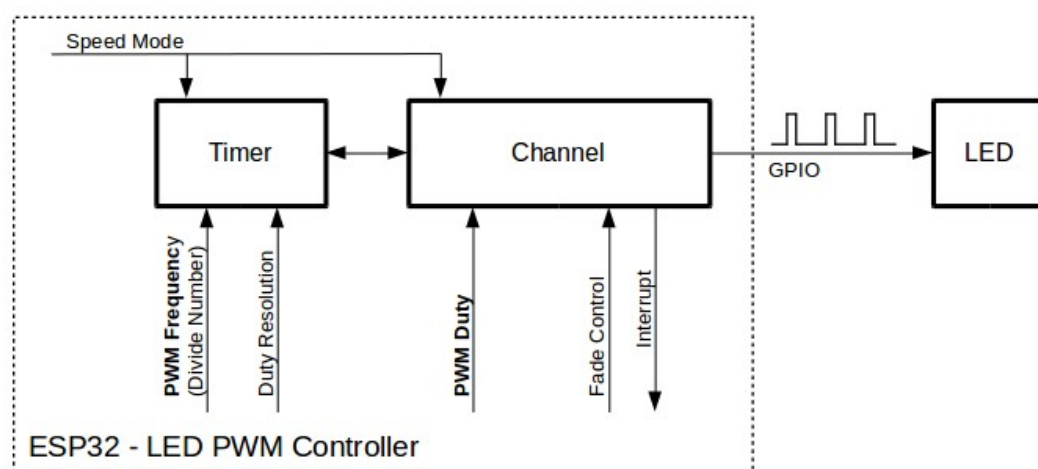 Speed Mode
Timer
Channel
GPIO
LED
PWM Frequency
(Divide Number)
Duty Resolution
PWM Duty
Fade Control
Interrupt
ESP32 - LED PWM Controller